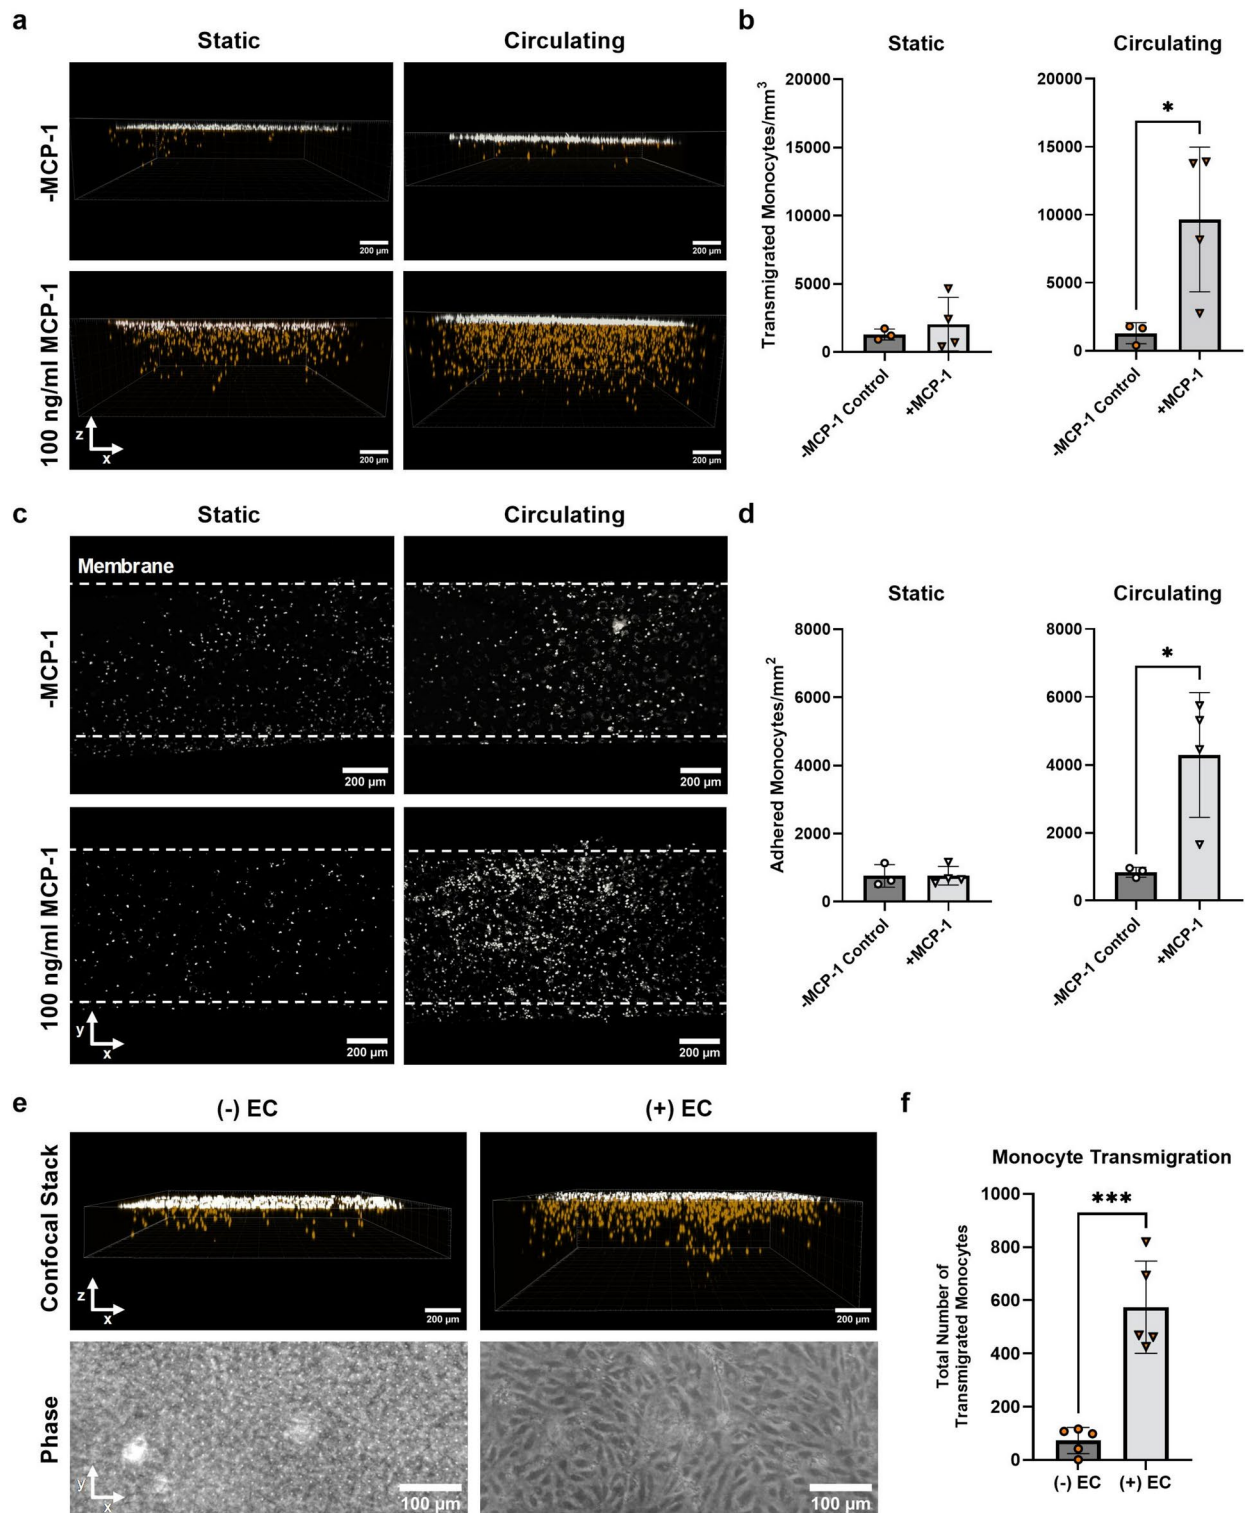 a
Static
Circulating
-MCP-1
200 µm
200 µm
100 ng/ml MCP-1
z
x
200 µm
200 µm
b
Static
Circulating
Transmigrated Monocytes/mm³
20000
15000
10000
5000
0
-MCP-1 Control
+MCP-1
20000
15000
10000
5000
0
*
-MCP-1 Control
+MCP-1
c
Static
Circulating
-MCP-1
Membrane
200 µm
200 µm
100 ng/ml MCP-1
y
x
200 µm
200 µm
d
Static
Circulating
Adhered Monocytes/mm²
8000
6000
4000
2000
0
-MCP-1 Control
+MCP-1
8000
6000
4000
2000
0
*
-MCP-1 Control
+MCP-1
e
(-) EC
(+) EC
Confocal Stack
z
x
200 µm
200 µm
Phase
y
x
100 µm
100 µm
f
Monocyte Transmigration
Total Number of
Transmigrated Monocytes
1000
800
600
400
200
0
***
(-) EC
(+) EC